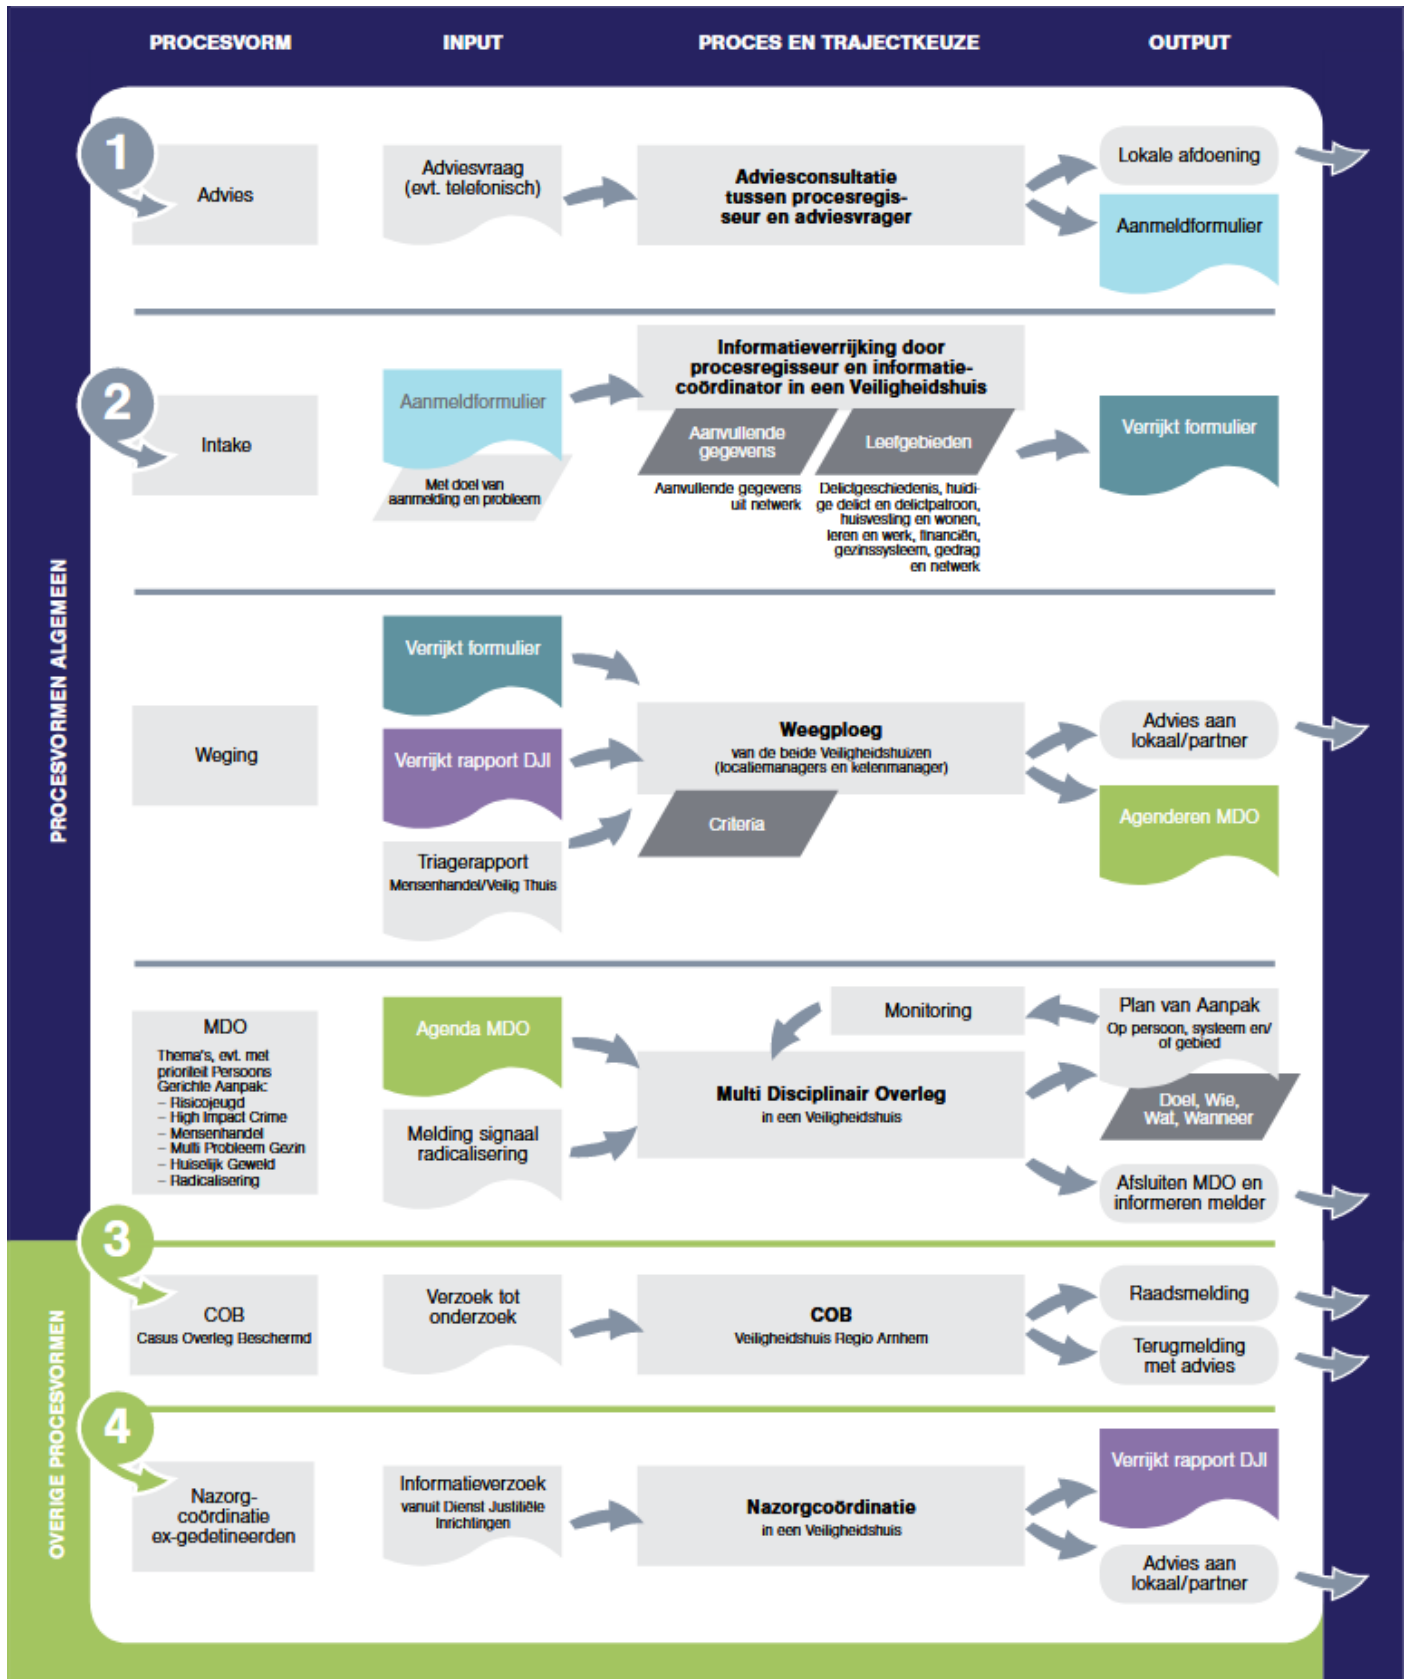 PROCESVORM
INPUT
PROCES EN TRAJECTKEUZE
OUTPUT
PROCESVORMEN ALGEMEEN
1
Advies
Adviesvraag
(evt. telefonisch)
Adviesconsultatie
tussen procesregis-
seur en adviesvrager
Lokale afdoening
Aanmeldformulier
2
Intake
Aanmeldformulier
Met doel van
aanmelding en probleem
Informatieverrijking door
procesregisseur en informatie-
coördinator in een Veiligheidshuis
Aanvullende
gegevens
Leefgebieden
Aanvullende gegevens
uit netwerk
Delictgeschiedenis, huidi-
ge delict en delictpatroon,
huisvesting en wonen,
leren en werk, financiën,
gezinssysteem, gedrag
en netwerk
Verrijkt formulier
Weging
Verrijkt formulier
Verrijkt rapport DJI
Triagerapport
Mensenhandel/Veilig Thuis
Weegploeg
van de beide Veiligheidshuizen
(locatiemanagers en ketenmanager)
Criteria
Advies aan
lokaal/partner
Agenderen MDO
MDO
Thema's, evt. met
prioriteit Persoons
Gerichte Aanpak:
– Risicojeugd
– High Impact Crime
– Mensenhandel
– Multi Probleem Gezin
– Huiselijk Geweld
– Radicalisering
Agenda MDO
Melding signaal
radicalisering
Monitoring
Multi Disciplinair Overleg
in een Veiligheidshuis
Plan van Aanpak
Op persoon, systeem en/
of gebied
Doel, Wie,
Wat, Wanneer
Afsluiten MDO en
informeren melder
OVERIGE PROCESVORMEN
3
COB
Casus Overleg Beschermd
Verzoek tot
onderzoek
COB
Veiligheidshuis Regio Arnhem
Raadsmelding
Terugmelding
met advies
4
Nazorg-
coördinatie
ex-gedetineerden
Informatieverzoek
vanuit Dienst Justitiële
Inrichtingen
Nazorgcoördinatie
in een Veiligheidshuis
Verrijkt rapport DJI
Advies aan
lokaal/partner